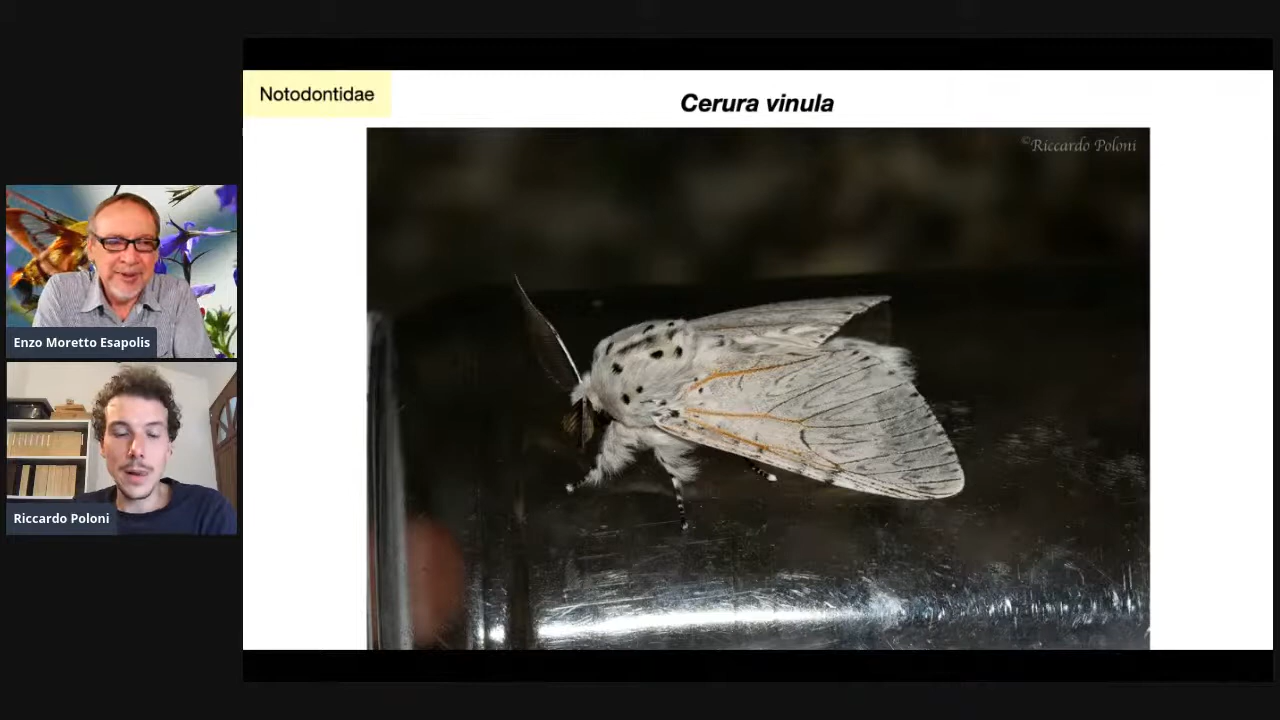 Notodontidae
Cerura vinula
©Riccardo Poloni
Enzo Moretto Esapolis
Riccardo Poloni